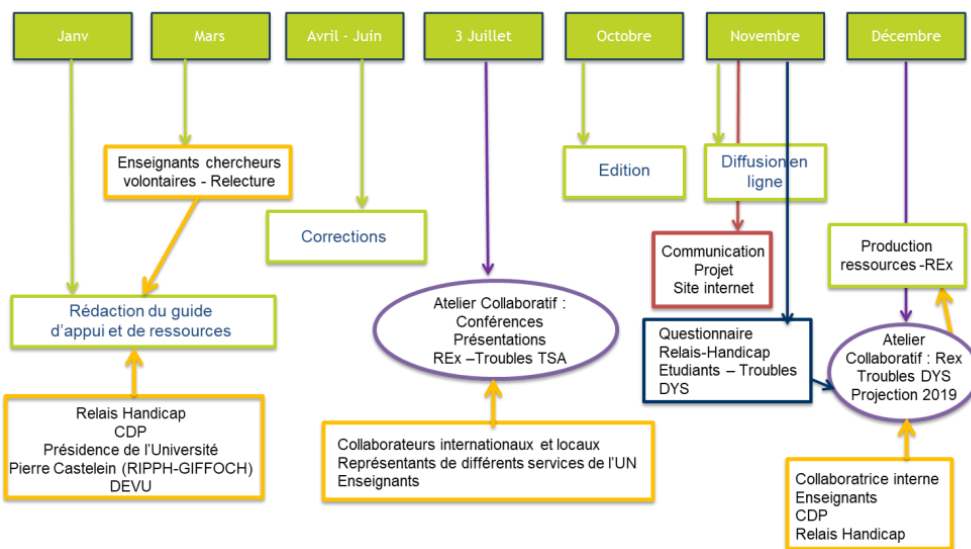 Janv
Mars
Avril - Juin
3 Juillet
Octobre
Novembre
Décembre
Enseignants chercheurs
volontaires - Relecture
Edition
Diffusion en
ligne
Corrections
Communication
Projet
Site internet
Production
ressources -REx
Rédaction du guide
d'appui et de ressources
Atelier Collaboratif :
Conférences
Présentations
REx –Troubles TSA
Questionnaire
Relais-Handicap
Etudiants – Troubles
DYS
Atelier
Collaboratif : Rex
Troubles DYS
Projection 2019
Relais Handicap
CDP
Présidence de l'Université
Pierre Castelein (RIPPH-GIFFOCH)
DEVU
Collaborateurs internationaux et locaux
Représentants de différents services de l'UN
Enseignants
Collaboratrice interne
Enseignants
CDP
Relais Handicap